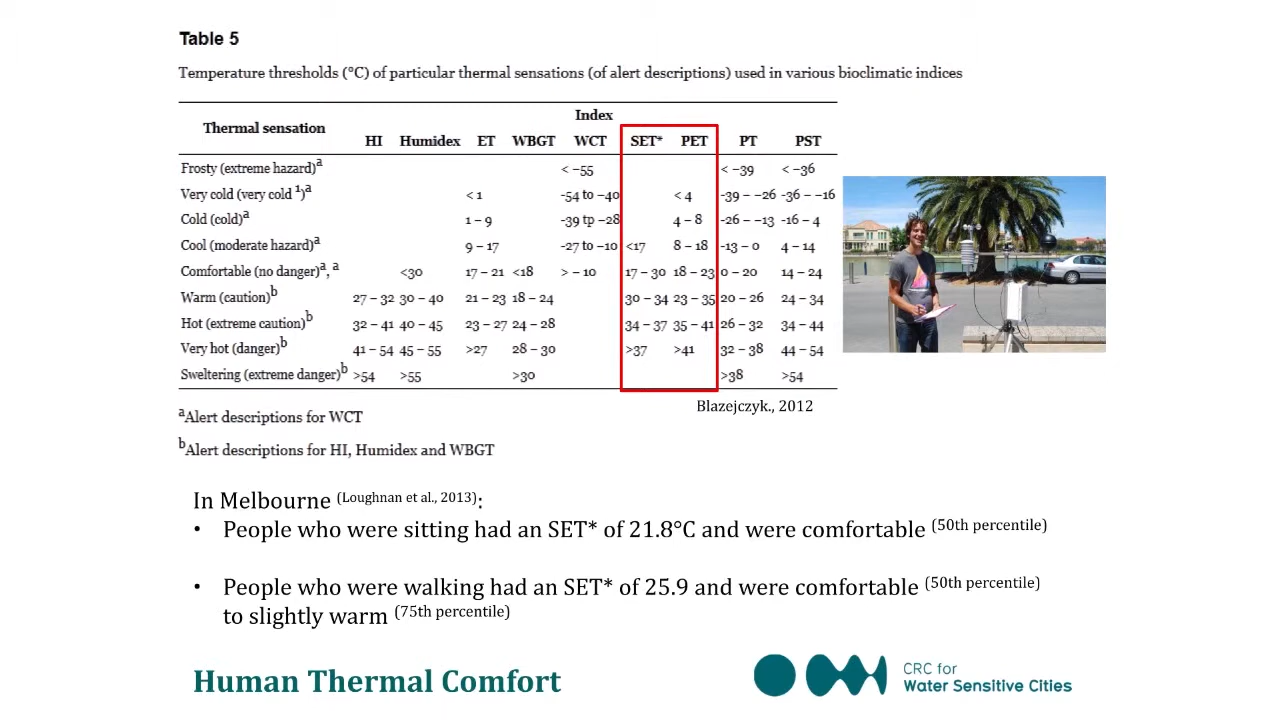 Table 5
Temperature thresholds (°C) of particular thermal sensations (of alert descriptions) used in various bioclimatic indices
Thermal sensation Index
HI Humidex ET WBGT WCT SET* PET PT PST
Frosty (extreme hazard)a < −55 < −39 < −36
Very cold (very cold 1)a < 1 -54 to −40 < 4 -39 – −26 -36 – −16
Cold (cold)a 1 – 9 -39 tp −28 4 – 8 -26 – −13 -16 – 4
Cool (moderate hazard)a 9 – 17 -27 to −10 <17 8 – 18 -13 – 0 4 – 14
Comfortable (no danger)a, a <30 17 – 21 <18 > − 10 17 – 30 18 – 23 0 – 20 14 – 24
Warm (caution)b 27 – 32 30 – 40 21 – 23 18 – 24 30 – 34 23 – 35 20 – 26 24 – 34
Hot (extreme caution)b 32 – 41 40 – 45 23 – 27 24 – 28 34 – 37 35 – 41 26 – 32 34 – 44
Very hot (danger)b 41 – 54 45 – 55 >27 28 – 30 >37 >41 32 – 38 44 – 54
Sweltering (extreme danger)b >54 >55 >30 >38 >54
Blazejczyk., 2012
aAlert descriptions for WCT
bAlert descriptions for HI, Humidex and WBGT
In Melbourne (Loughnan et al., 2013):
• People who were sitting had an SET* of 21.8°C and were comfortable (50th percentile)
• People who were walking had an SET* of 25.9 and were comfortable (50th percentile)
to slightly warm (75th percentile)
Human Thermal Comfort
CRC for
Water Sensitive Cities